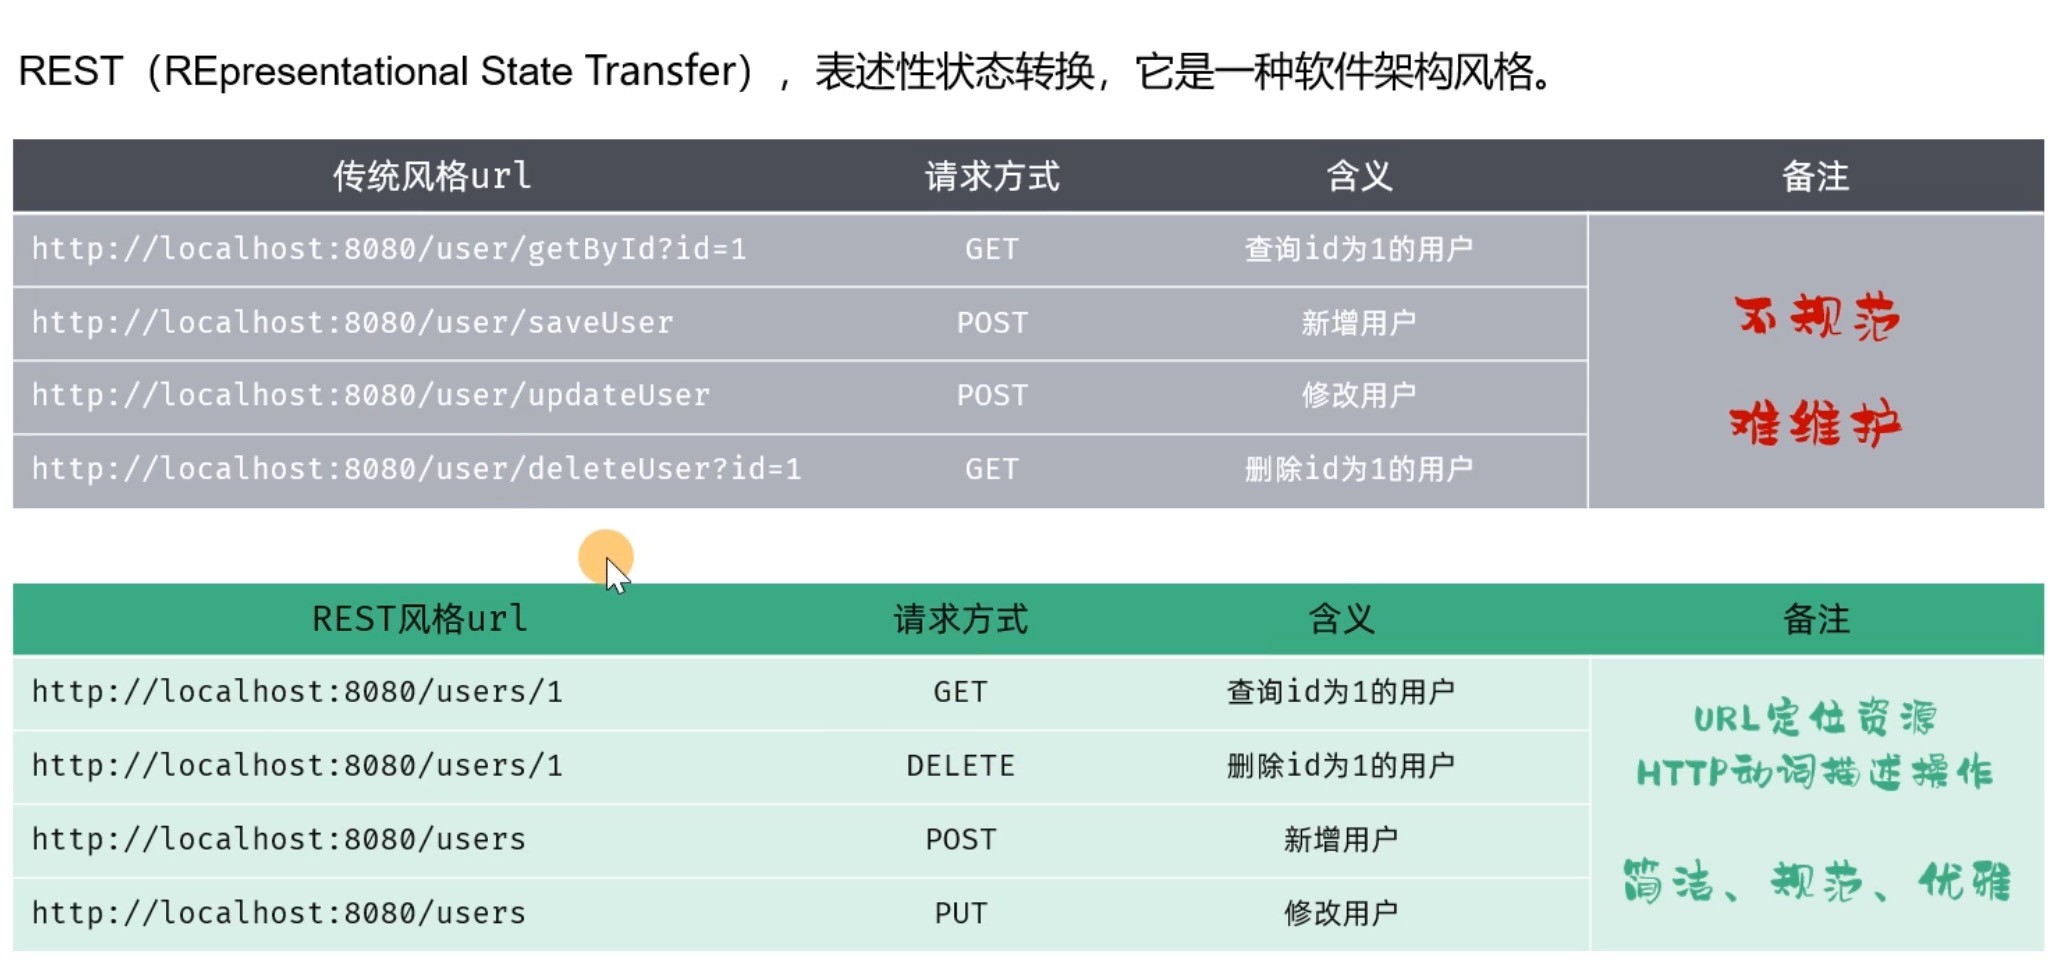 REST（REpresentational State Transfer），表述性状态转换，它是一种软件架构风格。
传统风格url 请求方式 含义 备注
http://localhost:8080/user/getById?id=1 GET 查询id为1的用户
http://localhost:8080/user/saveUser POST 新增用户
http://localhost:8080/user/updateUser POST 修改用户
http://localhost:8080/user/deleteUser?id=1 GET 删除id为1的用户
不规范
难维护
REST风格url 请求方式 含义 备注
http://localhost:8080/users/1 GET 查询id为1的用户
http://localhost:8080/users/1 DELETE 删除id为1的用户
http://localhost:8080/users POST 新增用户
http://localhost:8080/users PUT 修改用户
URL定位资源
HTTP动词描述操作
简洁、规范、优雅